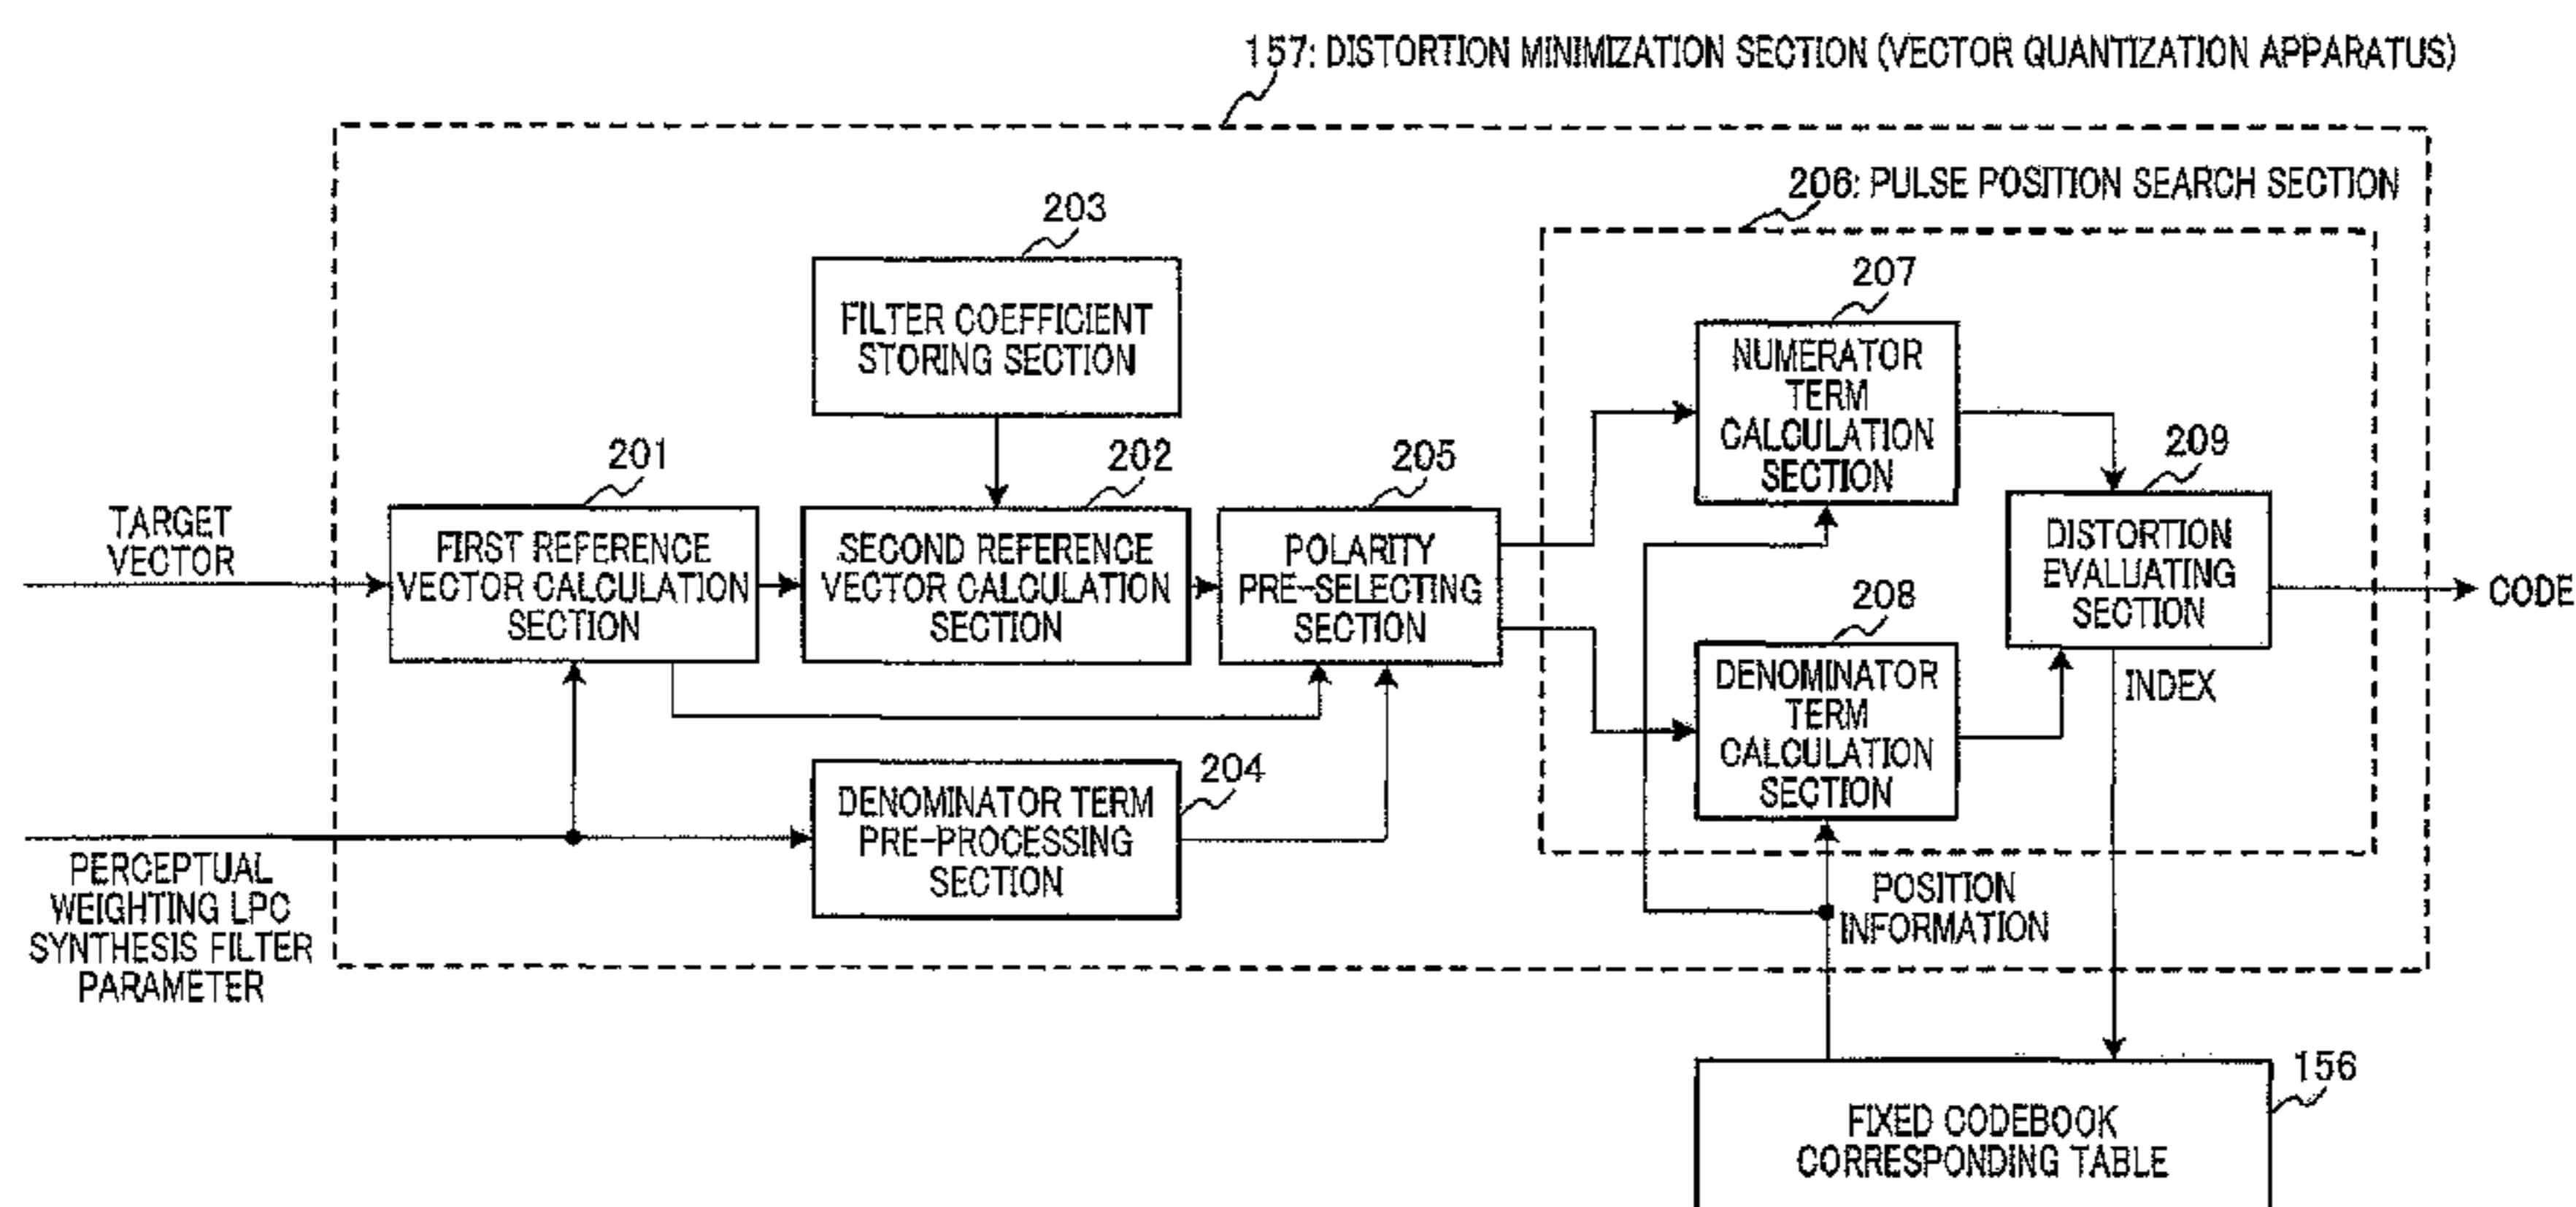 157: DISTORTION MINIMIZATION SECTION (VECTOR QUANTIZATION APPARATUS)
206: PULSE POSITION SEARCH SECTION
203
FILTER COEFFICIENT
STORING SECTION
207
NUMERATOR
TERM
CALCULATION
SECTION
201
202
205
209
TARGET
VECTOR
FIRST REFERENCE
VECTOR CALCULATION
SECTION
SECOND REFERENCE
VECTOR CALCULATION
SECTION
POLARITY
PRE-SELECTING
SECTION
DISTORTION
EVALUATING
SECTION
CODE
208
DENOMINATOR
TERM
CALCULATION
SECTION
INDEX
204
DENOMINATOR TERM
PRE-PROCESSING
SECTION
PERCEPTUAL
WEIGHTING LPC
SYNTHESIS FILTER
PARAMETER
POSITION
INFORMATION
156
FIXED CODEBOOK
CORRESPONDING TABLE